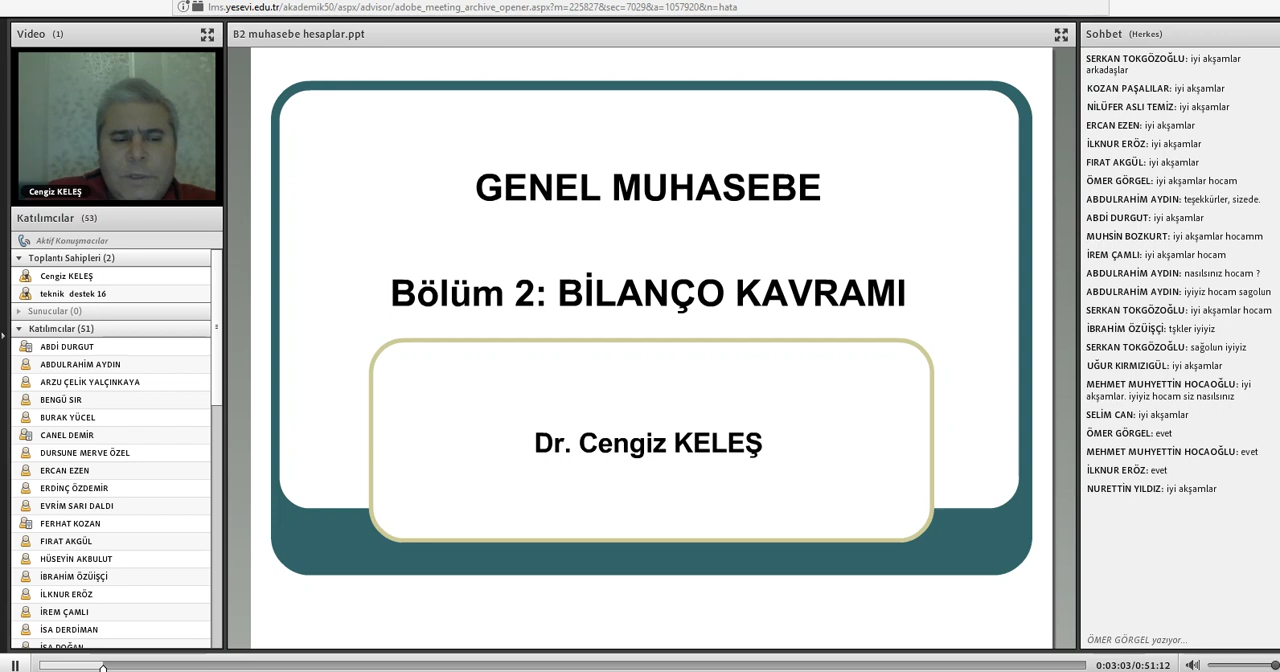 lms.yesevi.edu.tr/akademik50/aspx/advisor/adobe_meeting_archive_opener.aspx?m=225827&sec=7029&a=1057920&n=hata
Video (1)
Cengiz KELEŞ
Katılımcılar (53)
Aktif Konuşmacılar
Toplantı Sahipleri (2)
Cengiz KELEŞ
teknik destek 16
Sunucular (0)
Katılımcılar (51)
ABDİ DURGUT
ABDULRAHİM AYDIN
ARZU ÇELİK YALÇINKAYA
BENGÜ SIR
BURAK YÜCEL
CANEL DEMİR
DURSUNE MERVE ÖZEL
ERCAN EZEN
ERDİNÇ ÖZDEMİR
EVRİM SARI DALDI
FERHAT KOZAN
FIRAT AKGÜL
HÜSEYİN AKBULUT
İBRAHİM ÖZÜİŞÇİ
İLKNUR ERÖZ
İREM ÇAMLI
İSA DERDİMAN
İSA DOĞAN
B2 muhasebe hesaplar.ppt
GENEL MUHASEBE
Bölüm 2: BİLANÇO KAVRAMI
Dr. Cengiz KELEŞ
Sohbet (Herkes)
SERKAN TOKGÖZOĞLU: iyi akşamlar
arkadaşlar
KOZAN PAŞALILAR: iyi akşamlar
NİLÜFER ASLI TEMİZ: iyi akşamlar
ERCAN EZEN: iyi akşamlar
İLKNUR ERÖZ: iyi akşamlar
FIRAT AKGÜL: iyi akşamlar
ÖMER GÖRGEL: iyi akşamlar hocam
ABDULRAHİM AYDIN: teşekkürler, sizede.
ABDİ DURGUT: iyi akşamlar
MUHSİN BOZKURT: iyi akşamlar hocamm
İREM ÇAMLI: iyi akşamlar hocam
ABDULRAHİM AYDIN: nasılsınız hocam ?
ABDULRAHİM AYDIN: iyiyiz hocam sagolun
SERKAN TOKGÖZOĞLU: iyi akşamlar hocam
İBRAHİM ÖZÜİŞÇİ: tşkler iyiyiz
SERKAN TOKGÖZOĞLU: sağolun iyiyiz
UĞUR KIRMIZIGÜL: iyi akşamlar
MEHMET MUHYETTİN HOCAOĞLU: iyi
akşamlar. iyiyiz hocam siz nasılsınız
SELİM CAN: iyi akşamlar
ÖMER GÖRGEL: evet
MEHMET MUHYETTİN HOCAOĞLU: evet
İLKNUR ERÖZ: evet
NURETTİN YILDIZ: iyi akşamlar
ÖMER GÖRGEL yazıyor...
0:03:03/0:51:12